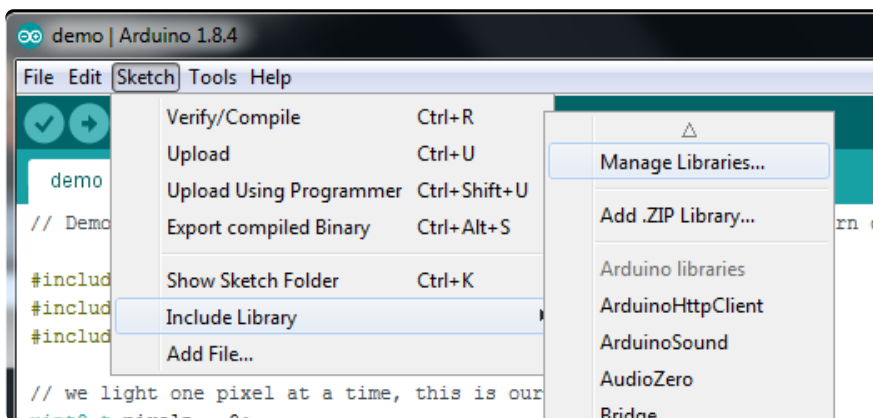 demo | Arduino 1.8.4
File Edit Sketch Tools Help
Verify/Compile Ctrl+R
Upload Ctrl+U
Upload Using Programmer Ctrl+Shift+U
Export compiled Binary Ctrl+Alt+S
Show Sketch Folder Ctrl+K
Include Library
Add File...
Manage Libraries...
Add .ZIP Library...
Arduino libraries
ArduinoHttpClient
ArduinoSound
AudioZero
Bridge
demo
// Demo
#includ
#includ
#includ
// we light one pixel at a time, this is our